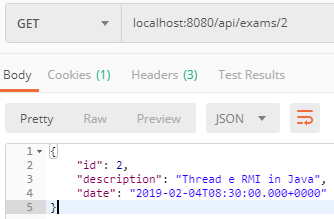 GET localhost:8080/api/exams/2
Body Cookies (1) Headers (3) Test Results
Pretty Raw Preview JSON
1 {
2 "id": 2,
3 "description": "Thread e RMI in Java",
4 "date": "2019-02-04T08:30:00.000+0000"
5 }